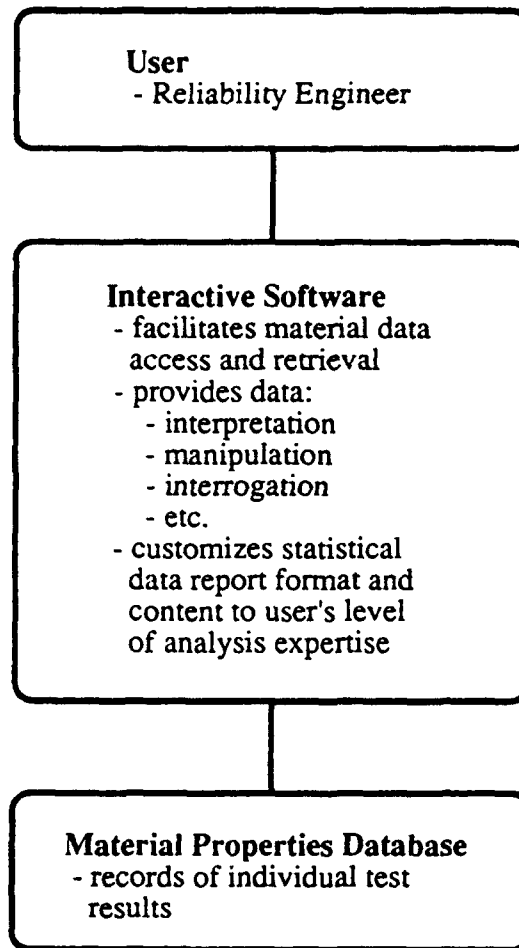 User
- Reliability Engineer
Interactive Software
- facilitates material data
access and retrieval
- provides data:
- interpretation
- manipulation
- interrogation
- etc.
- customizes statistical
data report format and
content to user's level
of analysis expertise
Material Properties Database
- records of individual test
results